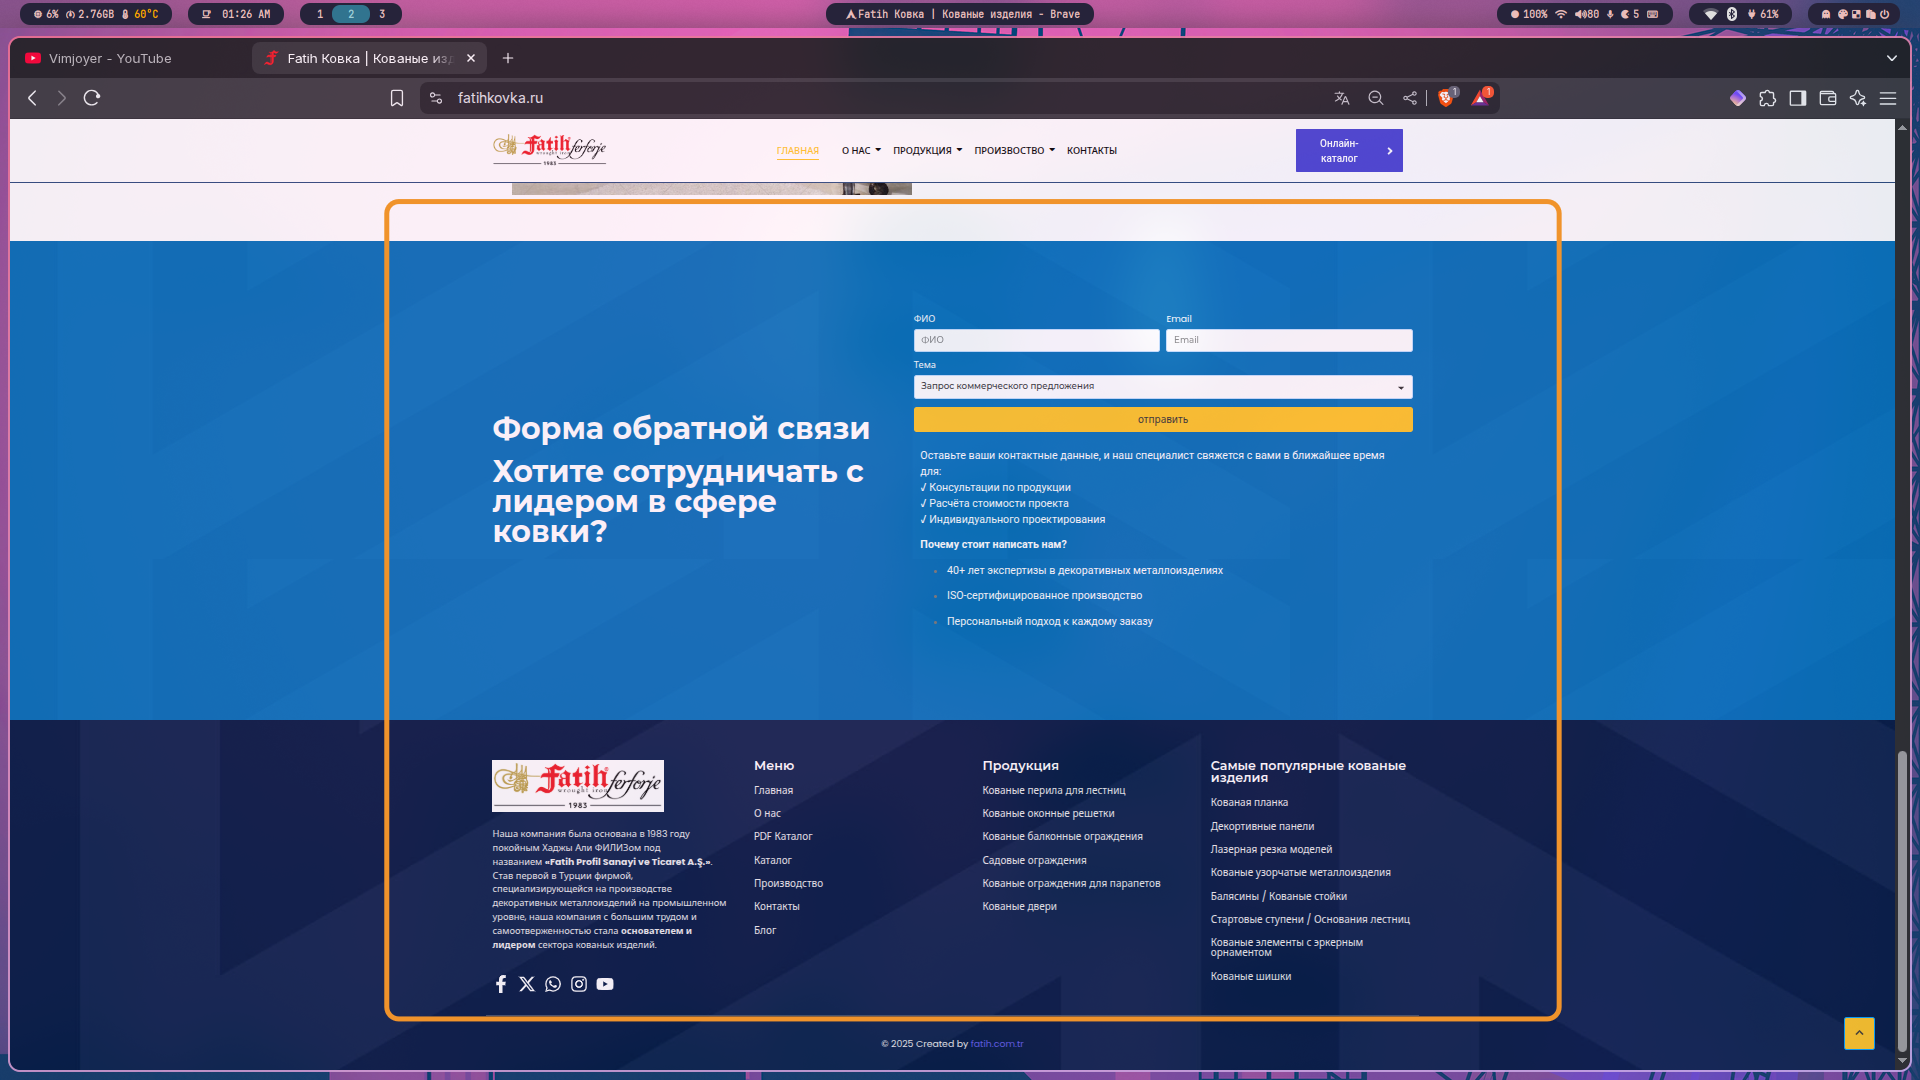 6% 2.76GB 60°C
01:26 AM
1 2 3
Fatih Ковка | Кованые изделия - Brave
100% 80 5
61%
Vimjoyer - YouTube
Fatih Ковка | Кованые изд
fatihkovka.ru
1
1
Fatih ferforje
wrought iron
1983
ГЛАВНАЯ
О НАС
ПРОДУКЦИЯ
ПРОИЗВОСТВО
КОНТАКТЫ
Онлайн-
каталог
Форма обратной связи
Хотите сотрудничать с
лидером в сфере
ковки?
ФИО
Email
ФИО
Email
Тема
Запрос коммерческого предложения
отправить
Оставьте ваши контактные данные, и наш специалист свяжется с вами в ближайшее время
для:
✓ Консультации по продукции
✓ Расчёта стоимости проекта
✓ Индивидуального проектирования
Почему стоит написать нам?
40+ лет экспертизы в декоративных металлоизделиях
ISO-сертифицированное производство
Персональный подход к каждому заказу
Fatih ferforje
wrought iron
1983
Наша компания была основана в 1983 году
покойным Хаджы Али ФИЛИЗом под
названием «Fatih Profil Sanayi ve Ticaret A.Ş.».
Став первой в Турции фирмой,
специализирующейся на производстве
декоративных металлоизделий на промышленном
уровне, наша компания с большим трудом и
самоотверженностью стала основателем и
лидером сектора кованых изделий.
Меню
Главная
О нас
PDF Каталог
Каталог
Производство
Контакты
Блог
Продукция
Кованые перила для лестниц
Кованые оконные решетки
Кованые балконные ограждения
Садовые ограждения
Кованые ограждения для парапетов
Кованые двери
Самые популярные кованые
изделия
Кованая планка
Декортивные панели
Лазерная резка моделей
Кованые узорчатые металлоизделия
Балясины / Кованые стойки
Стартовые ступени / Основания лестниц
Кованые элементы с эркерным
орнаментом
Кованые шишки
© 2025 Created by fatih.com.tr